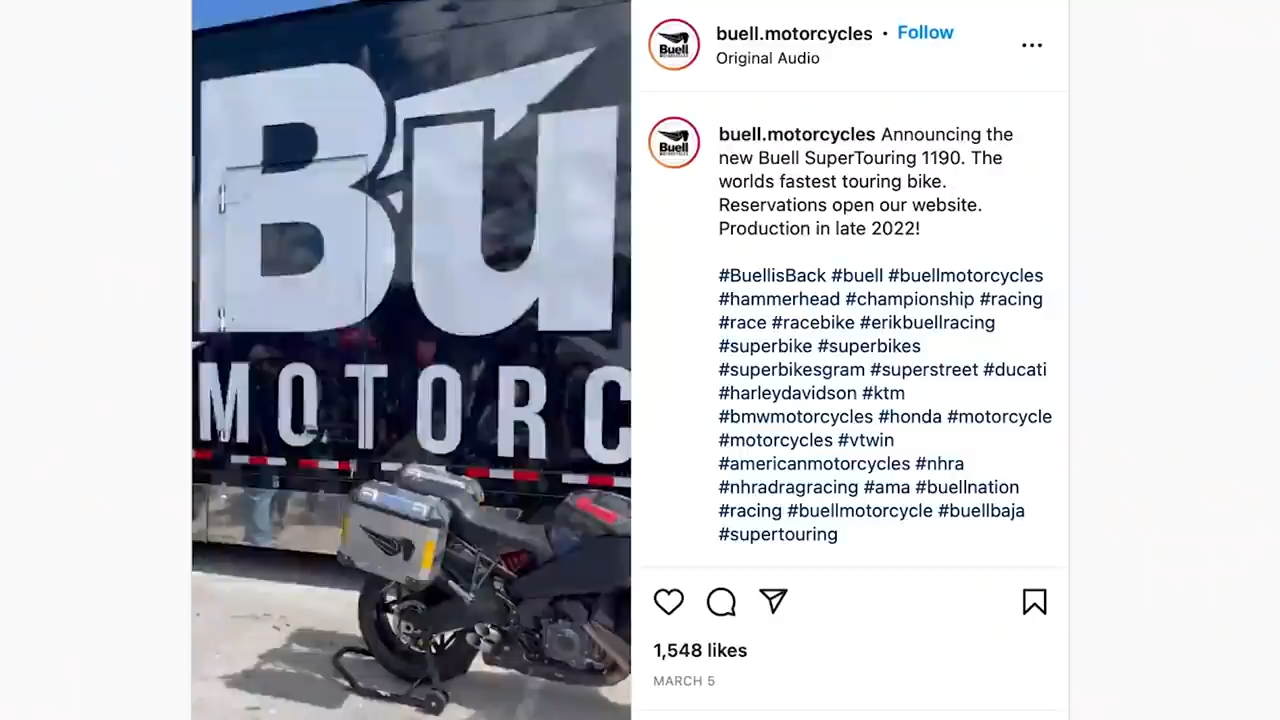 Bu
MOTORC
Buell
buell.motorcycles • Follow
Original Audio
Buell
buell.motorcycles Announcing the
new Buell SuperTouring 1190. The
worlds fastest touring bike.
Reservations open our website.
Production in late 2022!
#BuellisBack #buell #buellmotorcycles
#hammerhead #championship #racing
#race #racebike #erikbuellracing
#superbike #superbikes
#superbikesgram #superstreet #ducati
#harleydavidson #ktm
#bmwmotorcycles #honda #motorcycle
#motorcycles #vtwin
#americanmotorcycles #nhra
#nhradragracing #ama #buellnation
#racing #buellmotorcycle #buellbaja
#supertouring
1,548 likes
MARCH 5